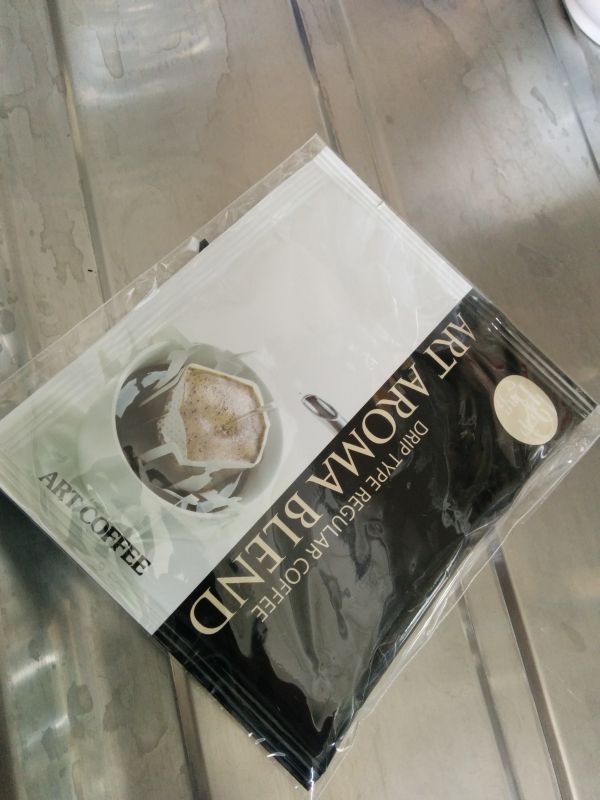 ART COFFEE
ART AROMA BLEND
DRIP TYPE REGULAR COFFEE